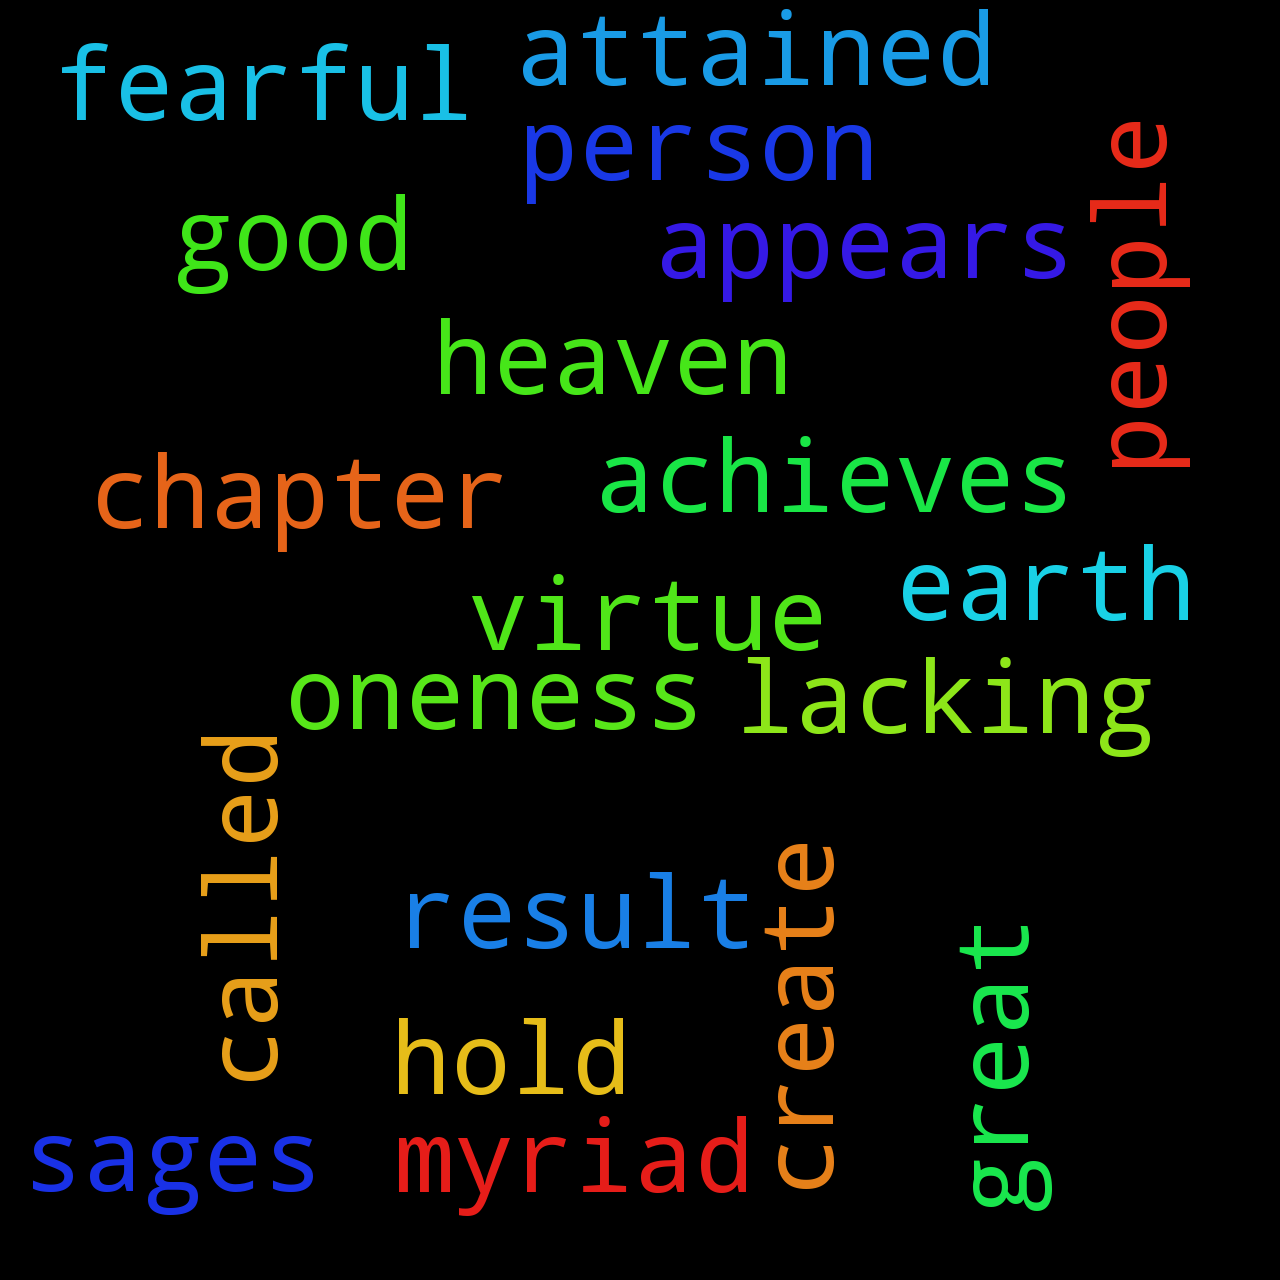 attained
fearful
person
people
good
appears
heaven
achieves
chapter
earth
virtue
oneness
lacking
called
result
create
great
hold
sages
myriad